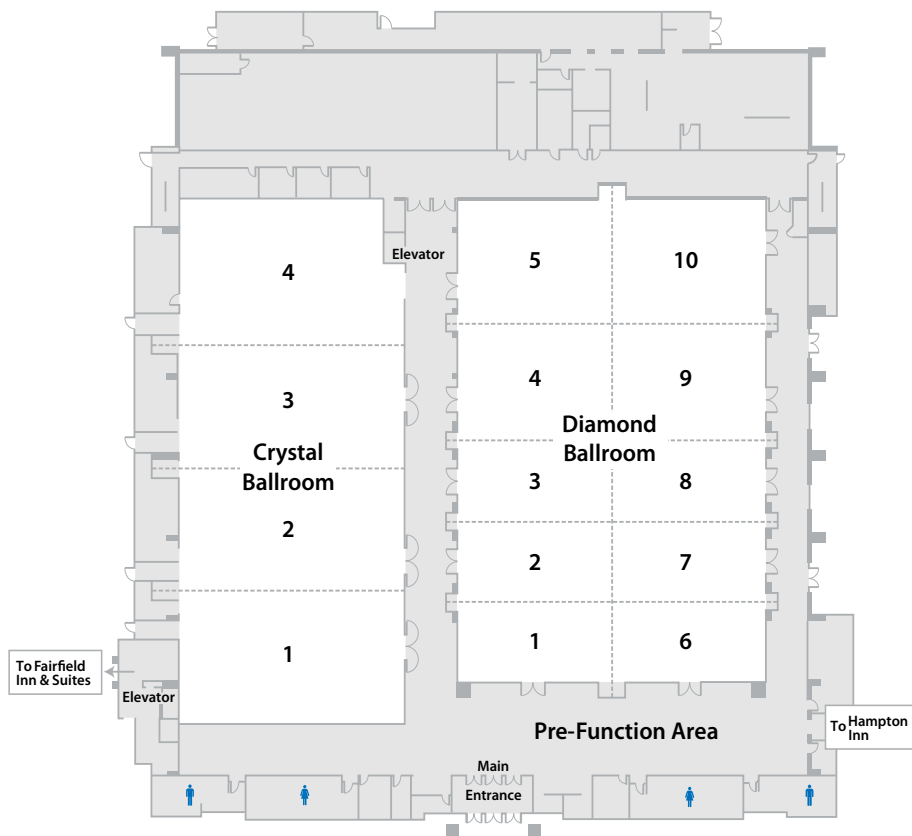 Elevator
5
10
4
3
4
9
Crystal
Ballroom
Diamond
Ballroom
3
8
2
2
7
1
1
6
To Fairfield
Inn & Suites
Elevator
Pre-Function Area
To Hampton
Inn
Main
Entrance